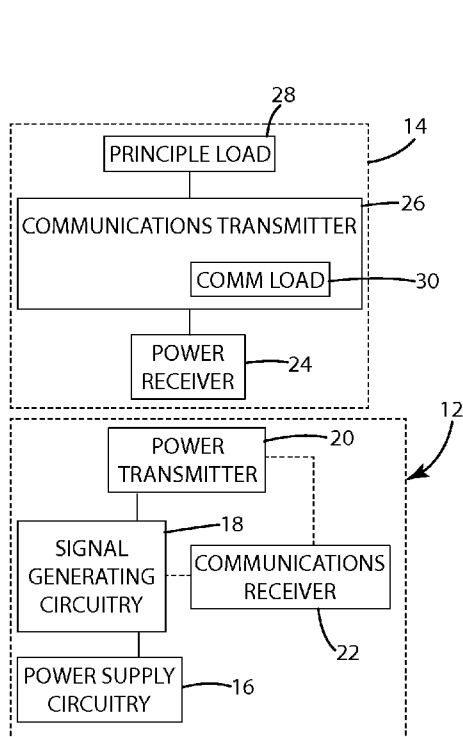 28
14
PRINCIPLE LOAD
26
COMMUNICATIONS TRANSMITTER
COMM LOAD
30
POWER
RECEIVER
24
12
POWER
TRANSMITTER
20
18
SIGNAL
GENERATING
CIRCUITRY
COMMUNICATIONS
RECEIVER
22
POWER SUPPLY
CIRCUITRY
16